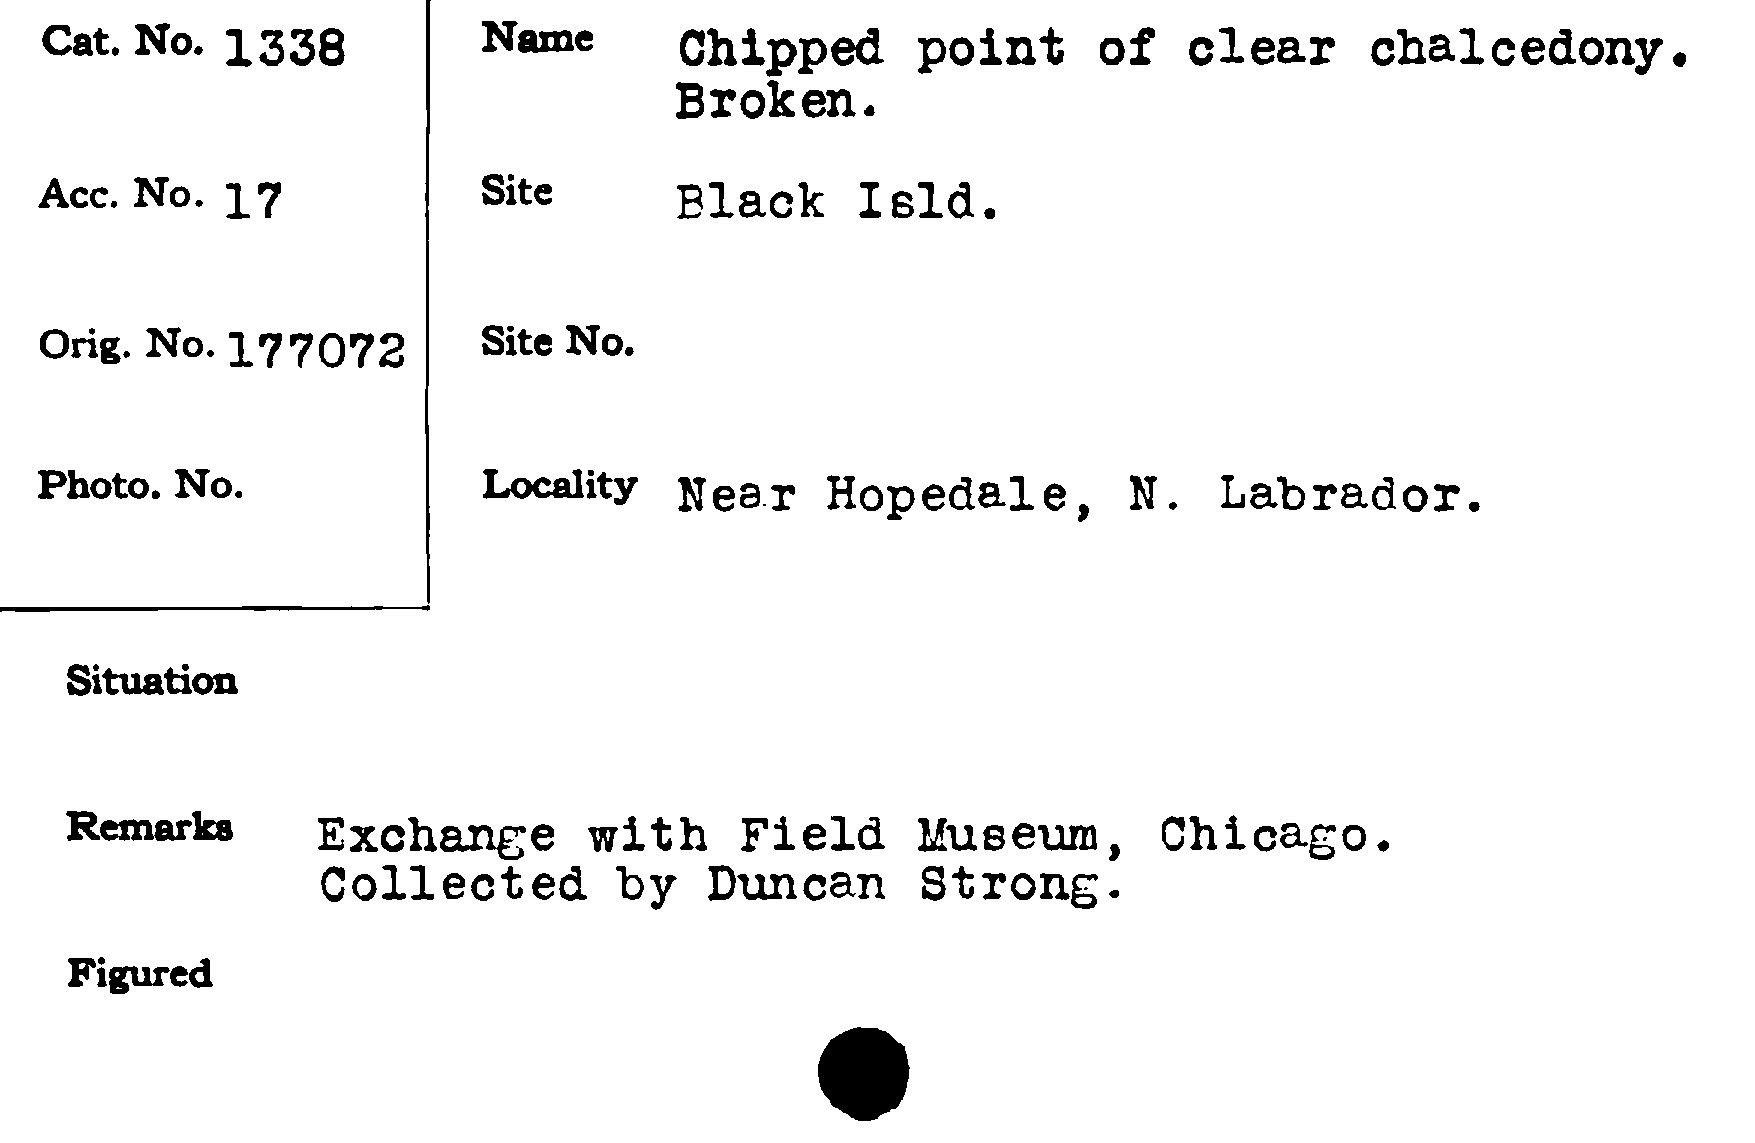 Cat. No. 1338
Name Chipped point of clear chalcedony.
Broken.
Acc. No. 17
Site Black Isld.
Orig. No. 177072
Site No.
Photo. No.
Locality Near Hopedale, N. Labrador.
Situation
Remarks Exchange with Field Museum, Chicago.
Collected by Duncan Strong.
Figured